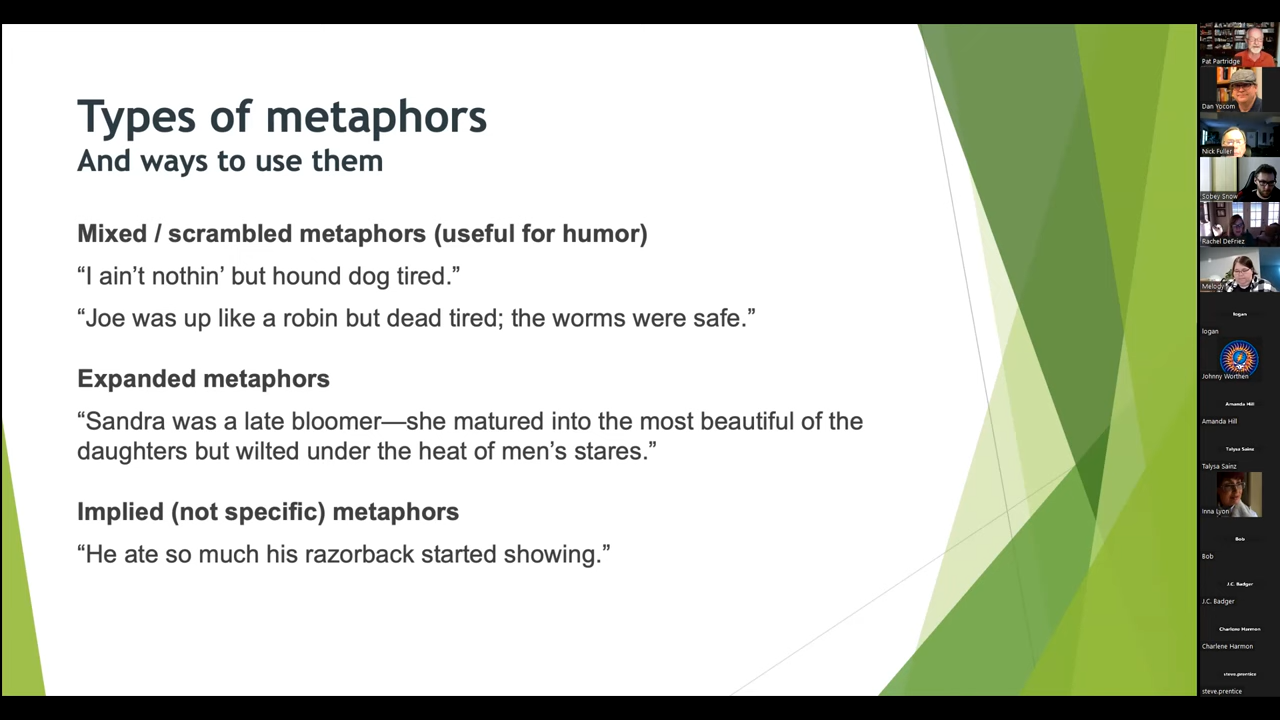 Types of metaphors
And ways to use them
Mixed / scrambled metaphors (useful for humor)
“I ain’t nothin’ but hound dog tired.”
“Joe was up like a robin but dead tired; the worms were safe.”
Expanded metaphors
“Sandra was a late bloomer—she matured into the most beautiful of the
daughters but wilted under the heat of men’s stares.”
Implied (not specific) metaphors
“He ate so much his razorback started showing.”
Pat Partridge
Dan Yocom
Nick Fuller
Sobey Snow
Rachel DeFriez
Melody
logan
logan
Johnny Worthen
Amanda Hill
Amanda Hill
Talysa Sainz
Talysa Sainz
Inna Lyon
Bob
Bob
J.C. Badger
J.C. Badger
Charlene Harmon
Charlene Harmon
steve.prentice
steve.prentice